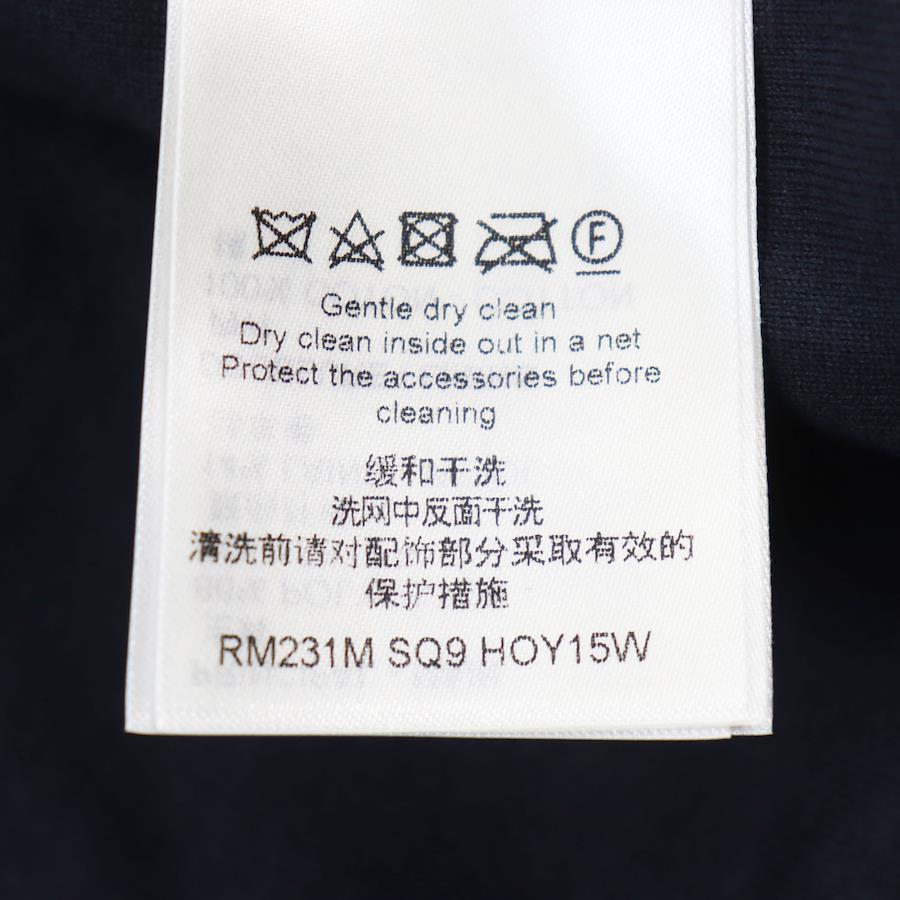 F
Gentle dry clean
Dry clean inside out in a net
Protect the accessories before
cleaning
缓和干洗
洗网中反面干洗
清洗前请对配饰部分采取有效的
保护措施
RM231M SQ9 HOY15W